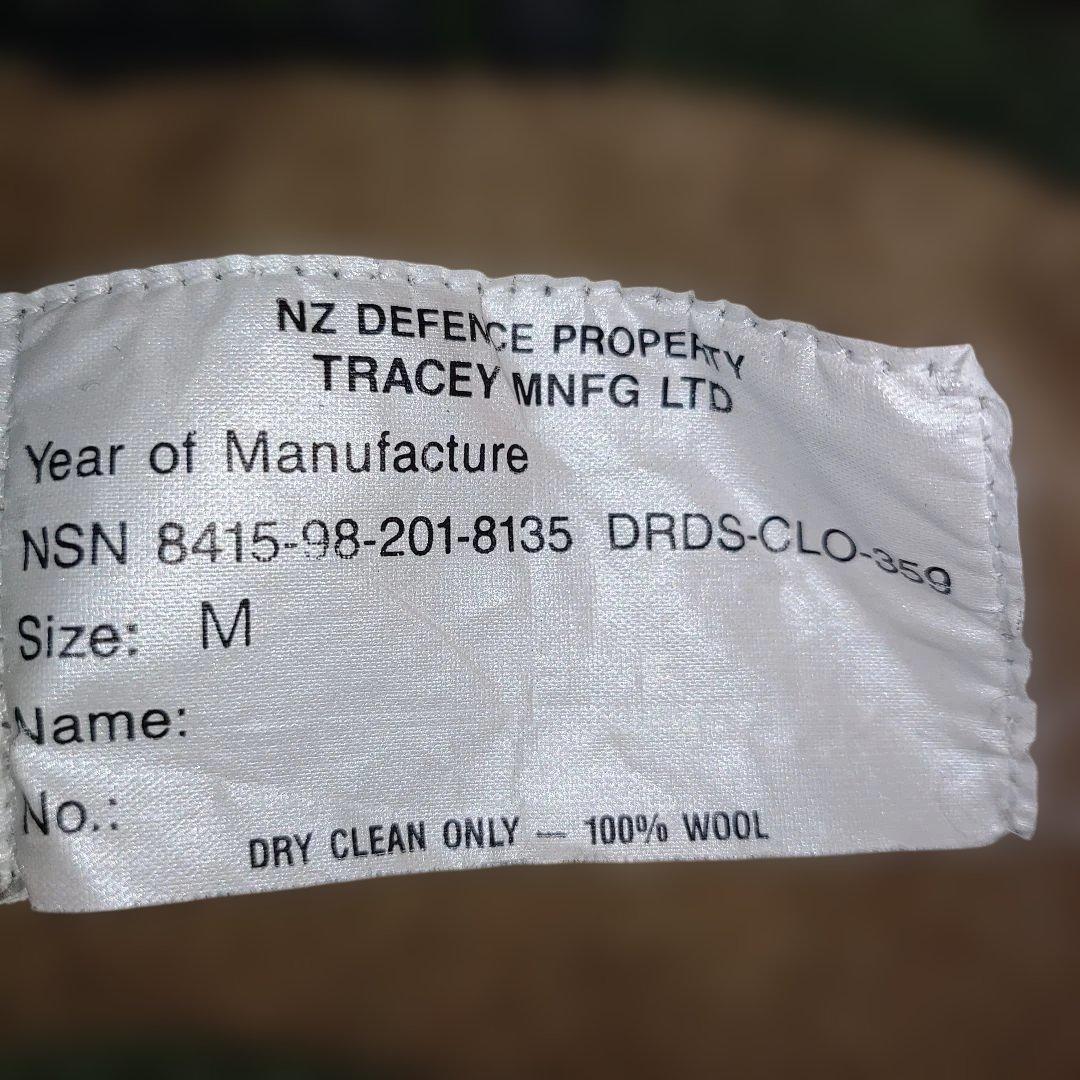 NZ DEFENCE PROPERTY
TRACEY MNFG LTD
Year of Manufacture
NSN 8415-98-201-8135 DRDS-CLO-359
Size: M
Name:
No.:
DRY CLEAN ONLY — 100% WOOL